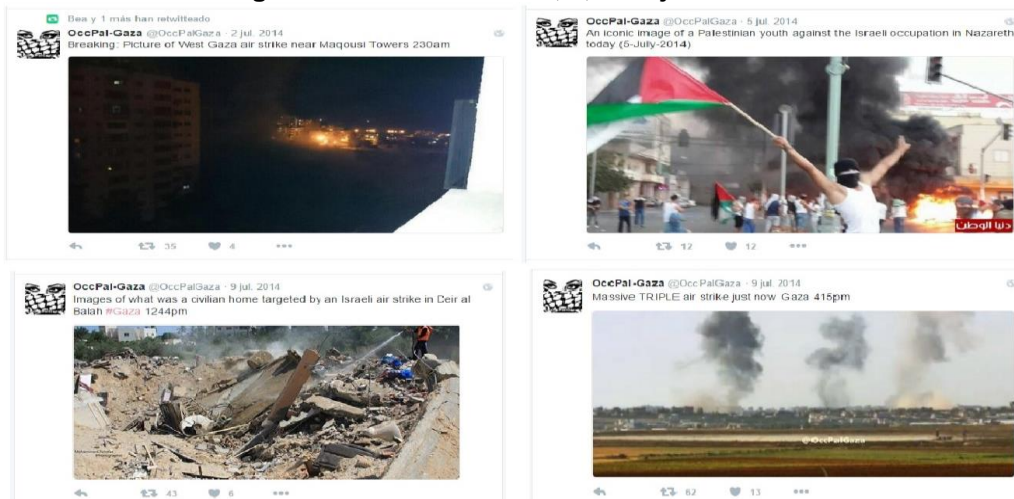 Bea y 1 más han retwitteado
OccPal-Gaza @OccPalGaza · 2 jul. 2014
Breaking: Picture of West Gaza air strike near Maqousi Towers 230am
35 4
OccPal-Gaza @OccPalGaza · 5 jul. 2014
An iconic image of a Palestinian youth against the Israeli occupation in Nazareth
today (5-July-2014)
دنيا الوطن
12 12
OccPal-Gaza @OccPalGaza · 9 jul. 2014
Images of what was a civilian home targeted by an Israeli air strike in Deir al
Balah #Gaza 1244pm
43 6
OccPal-Gaza @OccPalGaza · 9 jul. 2014
Massive TRIPLE air strike just now Gaza 415pm
@OccPalGaza
62 13